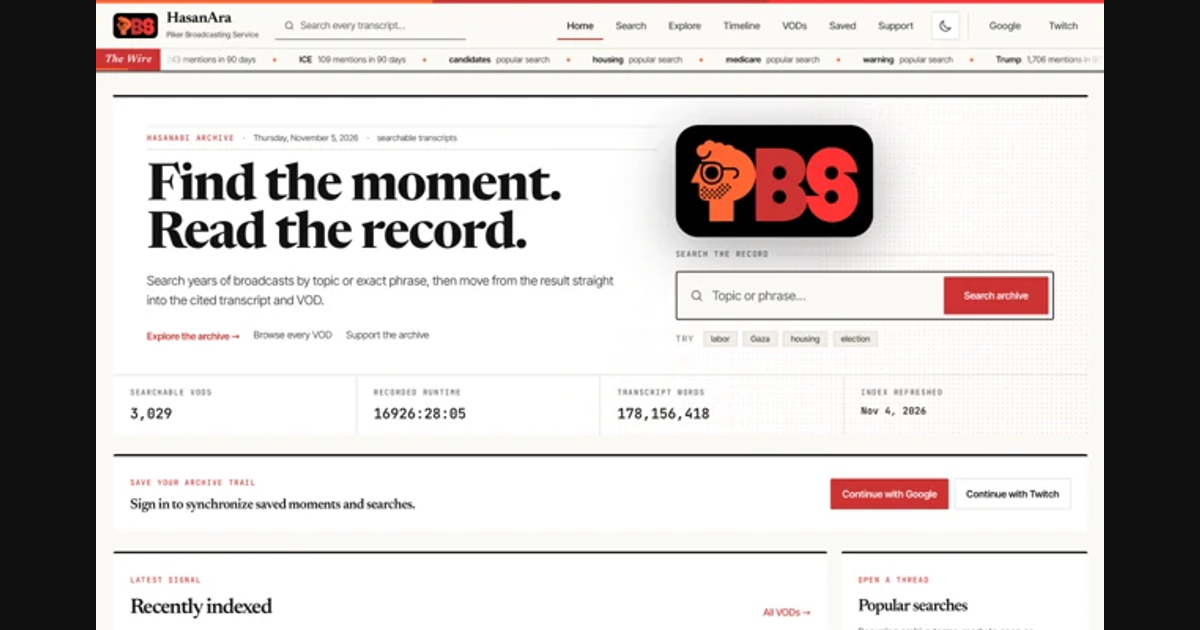 PBS
HasanAra
Piker Broadcasting Service
Search every transcript...
Home
Search
Explore
Timeline
VODs
Saved
Support
Google
Twitch
The Wire
243 mentions in 90 days
ICE 109 mentions in 90 days
candidates popular search
housing popular search
medicare popular search
warning popular search
Trump 1,706 mentions in
HASANABI ARCHIVE · Thursday, November 5, 2026 · searchable transcripts
Find the moment.
Read the record.
Search years of broadcasts by topic or exact phrase, then move from the result straight
into the cited transcript and VOD.
Explore the archive →
Browse every VOD
Support the archive
PBS
SEARCH THE RECORD
Topic or phrase...
Search archive
TRY
labor
Gaza
housing
election
SEARCHABLE VODS
3,029
RECORDED RUNTIME
16926:28:05
TRANSCRIPT WORDS
178,156,418
INDEX REFRESHED
Nov 4, 2026
SAVE YOUR ARCHIVE TRAIL
Sign in to synchronize saved moments and searches.
Continue with Google
Continue with Twitch
LATEST SIGNAL
Recently indexed
All VODs →
OPEN A THREAD
Popular searches